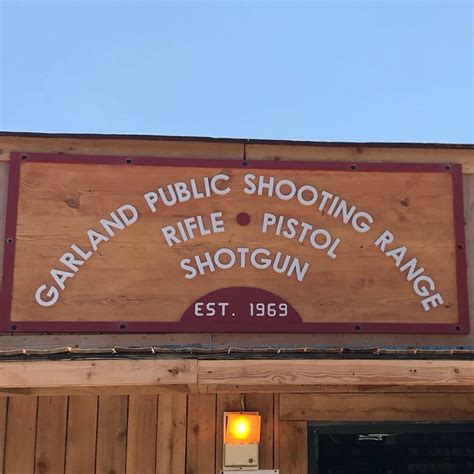 GARLAND PUBLIC SHOOTING RANGE
RIFLE • PISTOL
SHOTGUN
EST. 1969